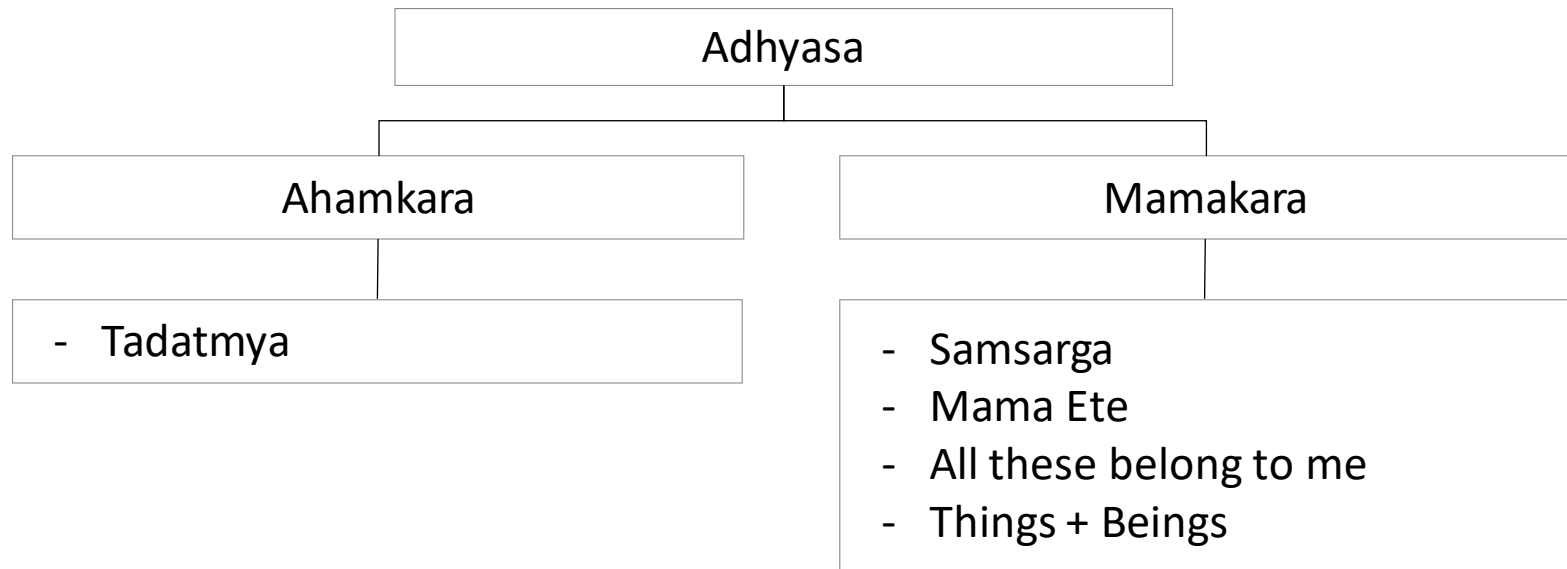 Adhyasa
Ahamkara
Mamakara
- Tadatmya
- Samsarga
- Mama Ete
- All these belong to me
- Things + Beings